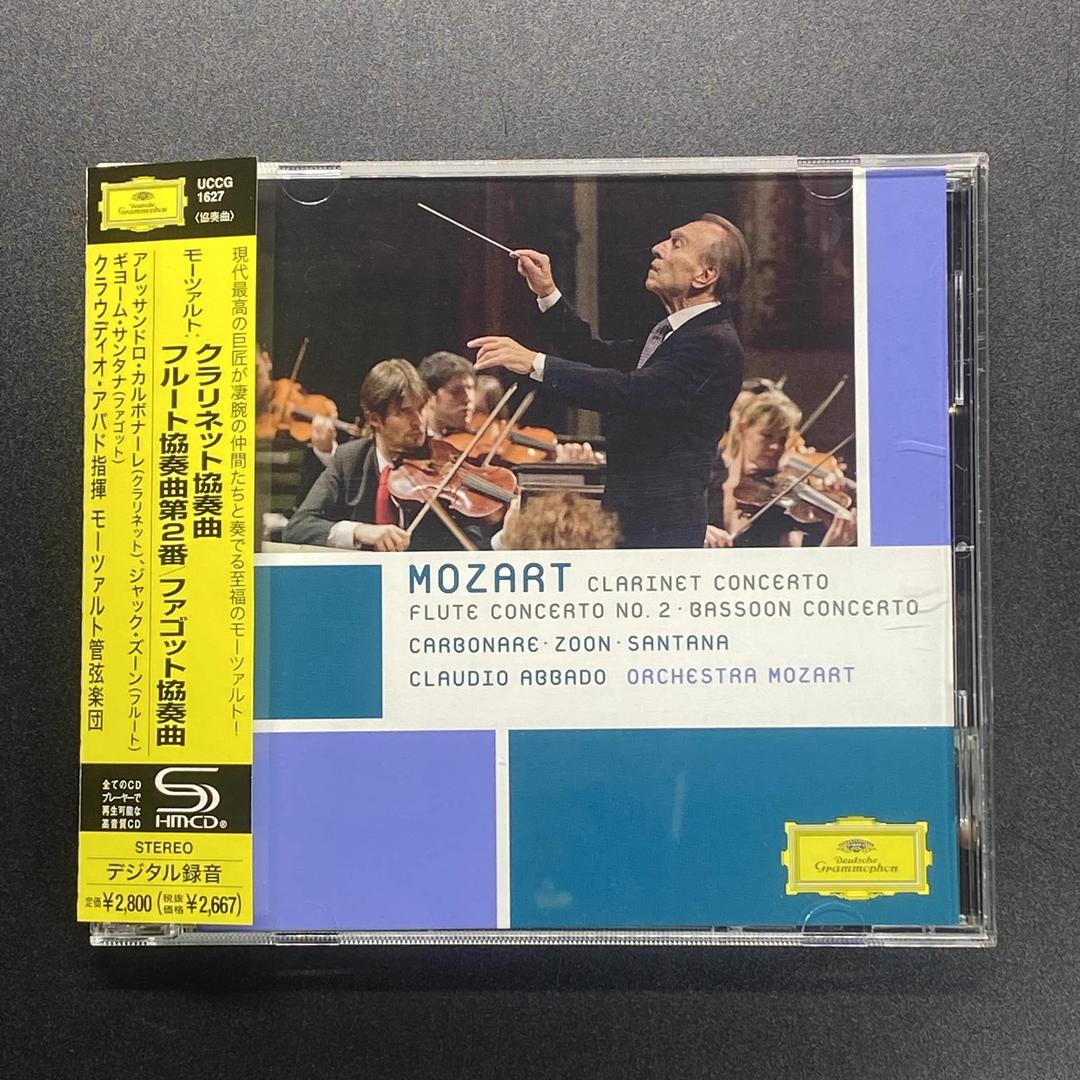 Deutsche
Grammophon
UCCG
1627
〈協奏曲〉
現代最高の巨匠が凄腕の仲間たちと奏でる至福のモーツァルト!
モーツァルト:
クラリネット協奏曲
フルート協奏曲第2番/ファゴット協奏曲
アレッサンドロ・カルボナーレ(クラリネット)、ジャック・ズーン(フルート)
ギヨーム・サンタナ(ファゴット)
クラウディオ・アバド指揮 モーツァルト管弦楽団
全てのCD
プレーヤーで
再生可能な
高音質CD
SHM-CD®
STEREO
デジタル録音
定価¥2,800(税抜価格¥2,667)
MOZART CLARINET CONCERTO
FLUTE CONCERTO NO. 2 · BASSOON CONCERTO
CARBONARE · ZOON · SANTANA
CLAUDIO ABBADO ORCHESTRA MOZART
Deutsche
Grammophon